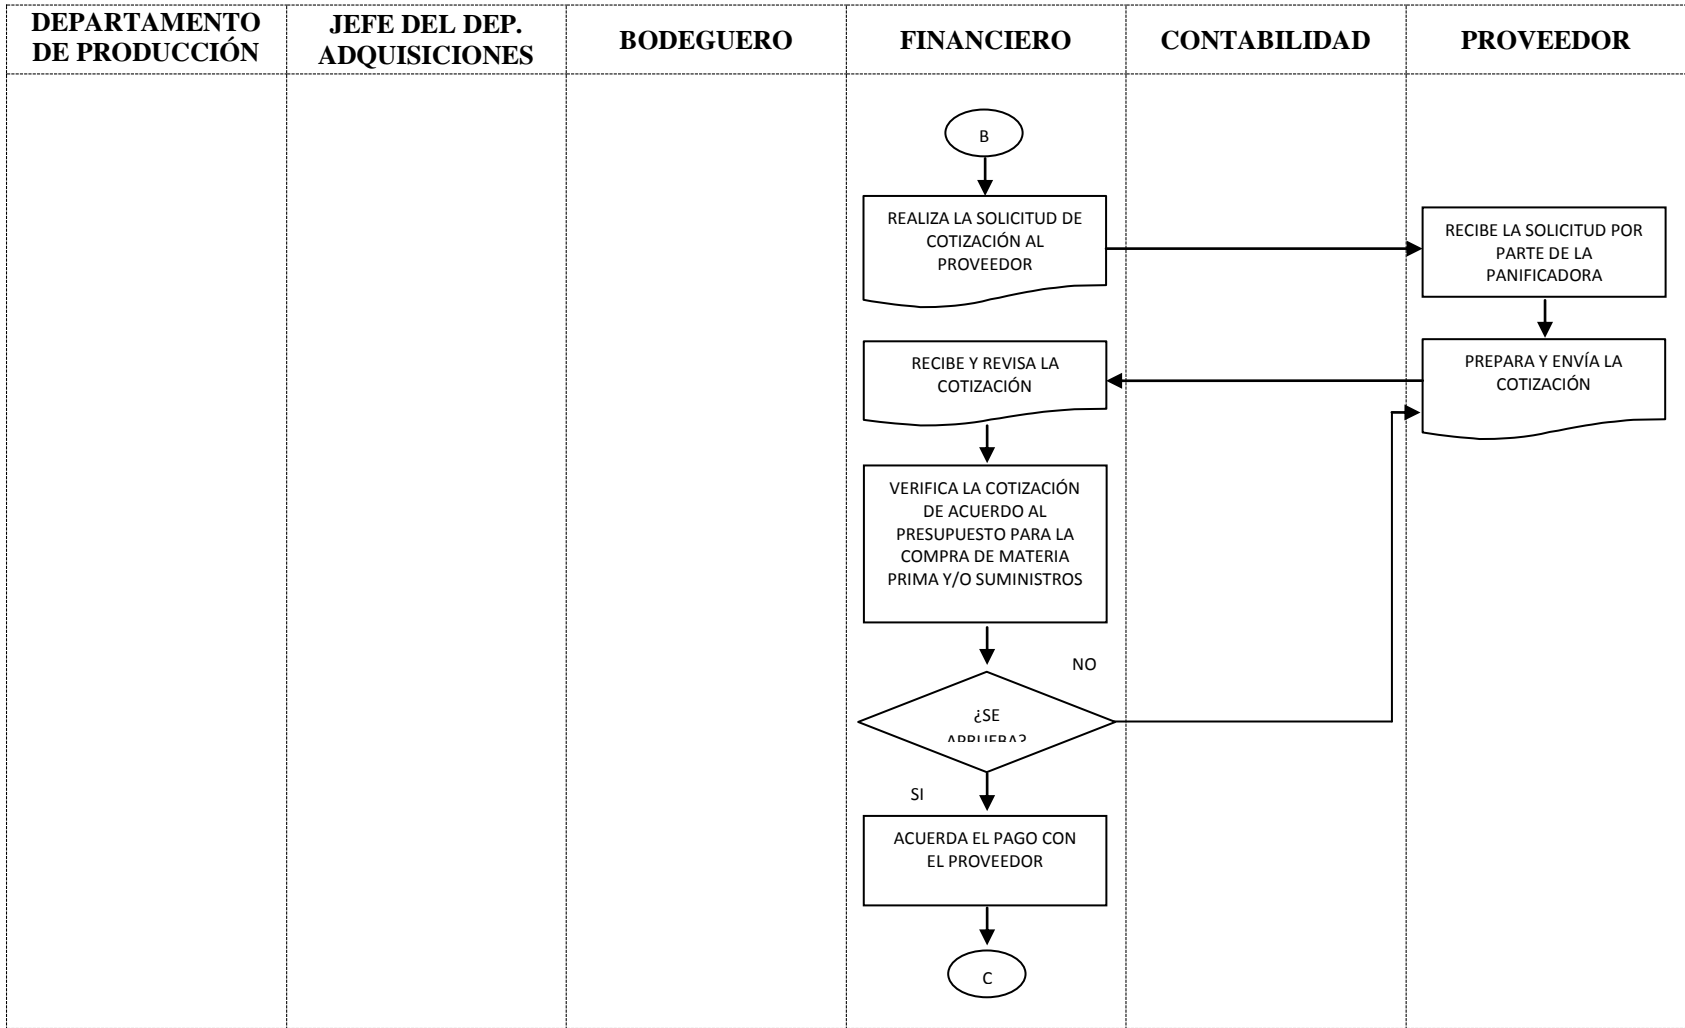 DEPARTAMENTO
DE PRODUCCIÓN
JEFE DEL DEP.
ADQUISICIONES
BODEGUERO
FINANCIERO
CONTABILIDAD
PROVEEDOR
B
REALIZA LA SOLICITUD DE
COTIZACIÓN AL
PROVEEDOR
RECIBE LA SOLICITUD POR
PARTE DE LA
PANIFICADORA
RECIBE Y REVISA LA
COTIZACIÓN
PREPARA Y ENVÍA LA
COTIZACIÓN
VERIFICA LA COTIZACIÓN
DE ACUERDO AL
PRESUPUESTO PARA LA
COMPRA DE MATERIA
PRIMA Y/O SUMINISTROS
NO
¿SE
APRUEBA?
SI
ACUERDA EL PAGO CON
EL PROVEEDOR
C